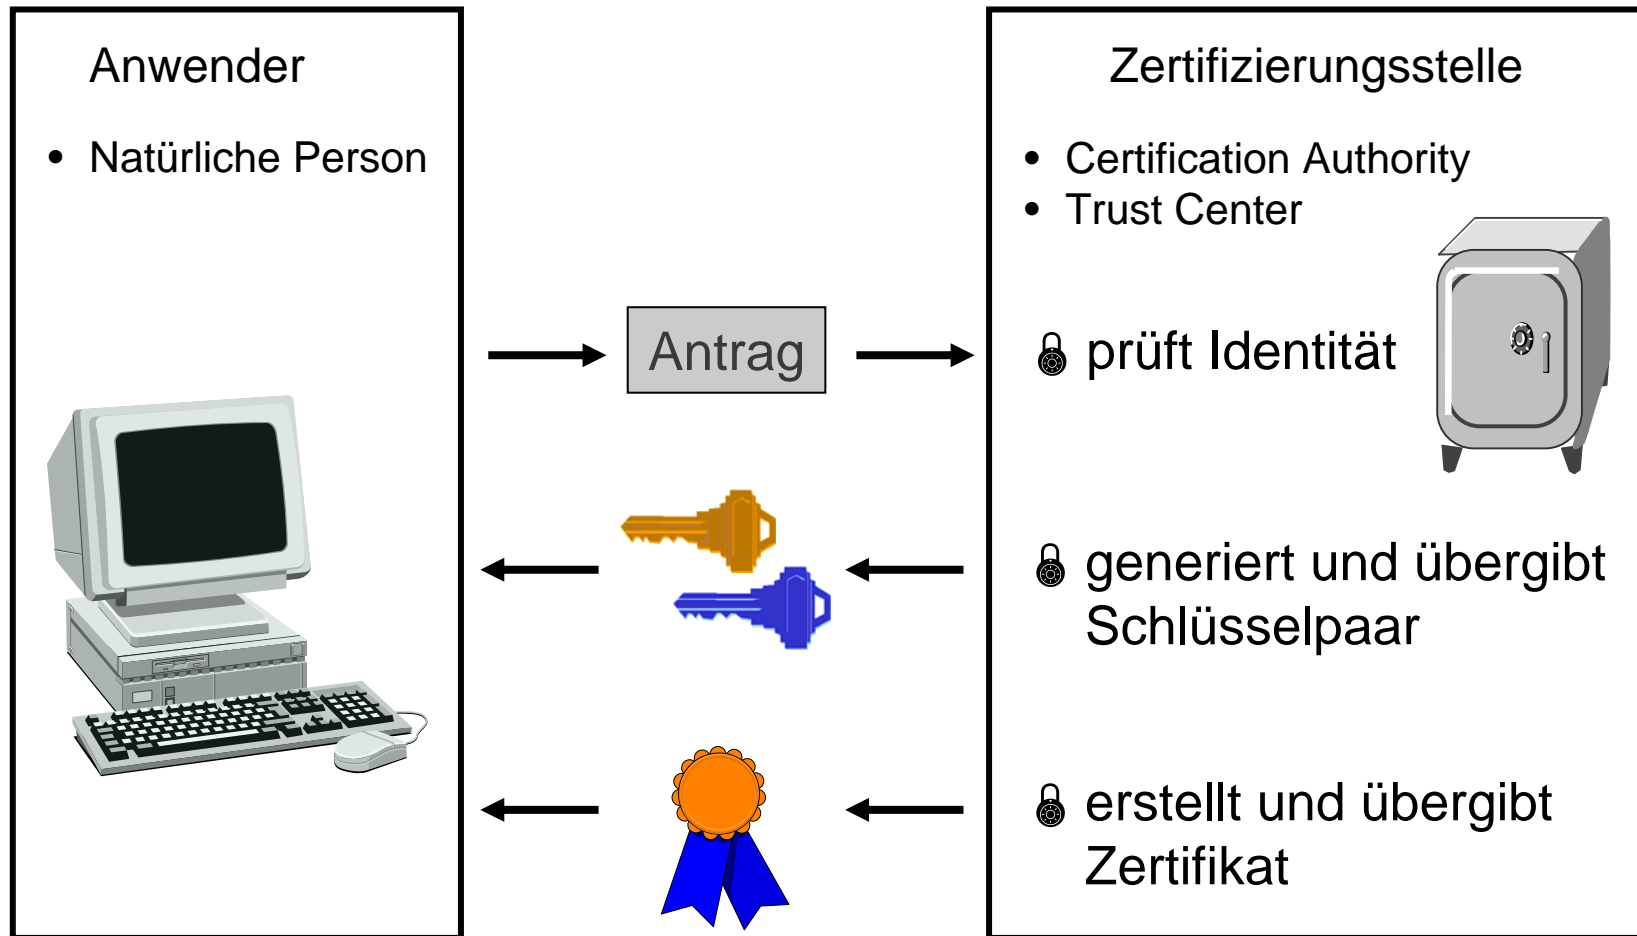 Anwender
• Natürliche Person
Antrag
Zertifizierungsstelle
• Certification Authority
• Trust Center
prüft Identität
generiert und übergibt
Schlüsselpaar
erstellt und übergibt
Zertifikat